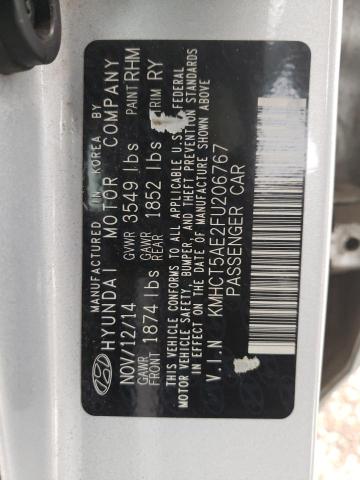 MANUFACTURED IN KOREA BY
HYUNDAI MOTOR COMPANY
NOV/12/14 GVWR 3549 lbs PAINT RHM
GAWR FRONT 1874 lbs GAWR REAR 1852 lbs TRIM RY
THIS VEHICLE CONFORMS TO ALL APPLICABLE U.S. FEDERAL
MOTOR VEHICLE SAFETY, BUMPER, AND THEFT PREVENTION STANDARDS
IN EFFECT ON THE DATE OF MANUFACTURE SHOWN ABOVE
V.I.N KMHCT5AE2FU206767
PASSENGER CAR